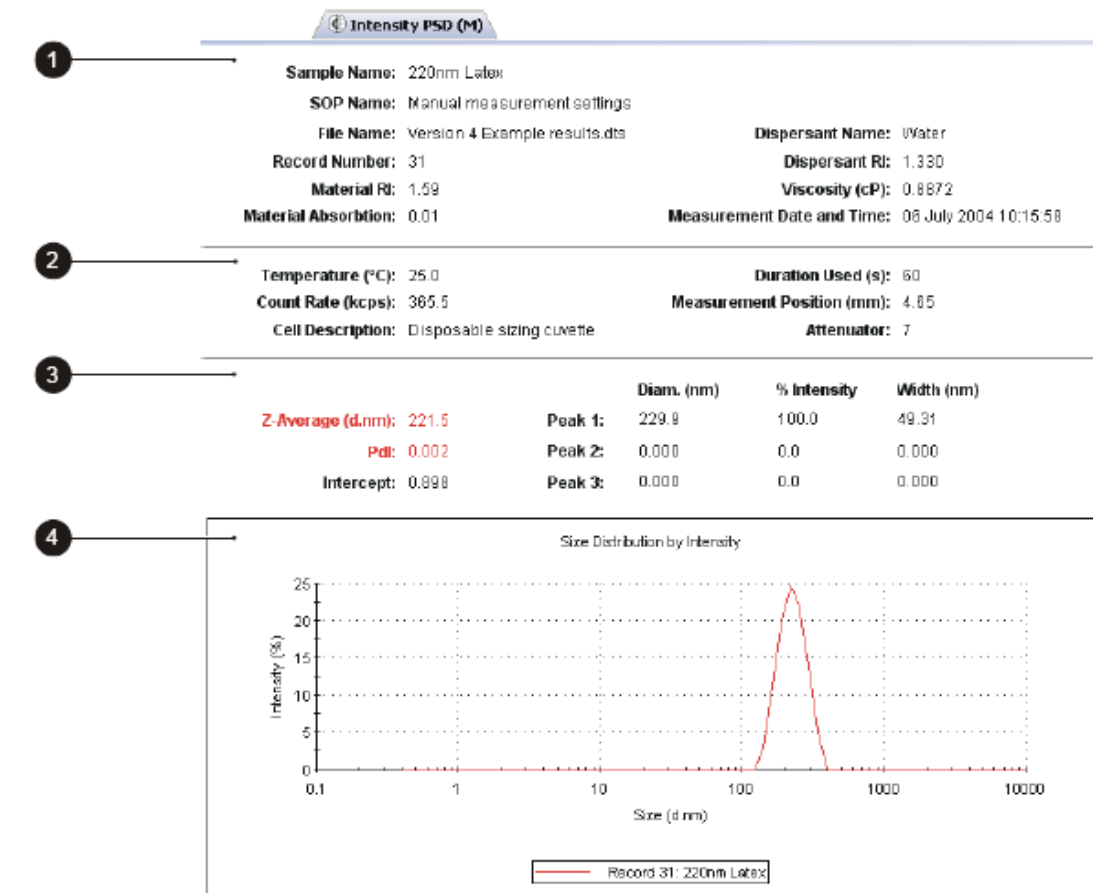 Intensity PSD (M)
1
Sample Name: 220nm Latex
SOP Name: Manual measurement settings
File Name: Version 4 Example results.dts Dispersant Name: Water
Record Number: 31 Dispersant RI: 1.330
Material RI: 1.59 Viscosity (cP): 0.8872
Material Absorbtion: 0.01 Measurement Date and Time: 06 July 2004 10:15:58
2
Temperature (°C): 25.0 Duration Used (s): 60
Count Rate (kcps): 365.5 Measurement Position (mm): 4.65
Cell Description: Disposable sizing cuvette Attenuator: 7
3
Diam. (nm) % Intensity Width (nm)
Z-Average (d.nm): 221.5 Peak 1: 229.9 100.0 49.31
PdI: 0.002 Peak 2: 0.000 0.0 0.000
Intercept: 0.898 Peak 3: 0.000 0.0 0.000
4
Size Distribution by Intensity
25
20
15
10
5
0
Intensity (%)
0.1 1 10 100 1000 10000
Size (d.nm)
Record 31: 220nm Latex